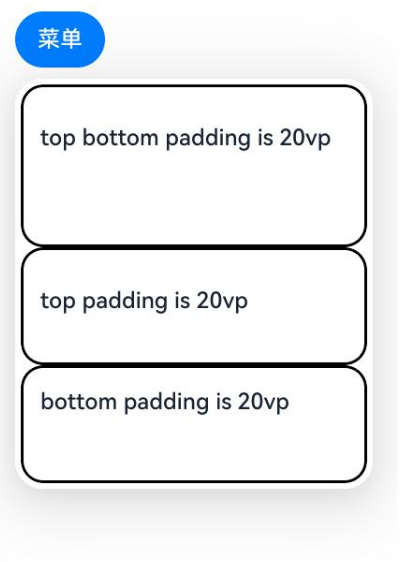 菜单
top bottom padding is 20vp
top padding is 20vp
bottom padding is 20vp